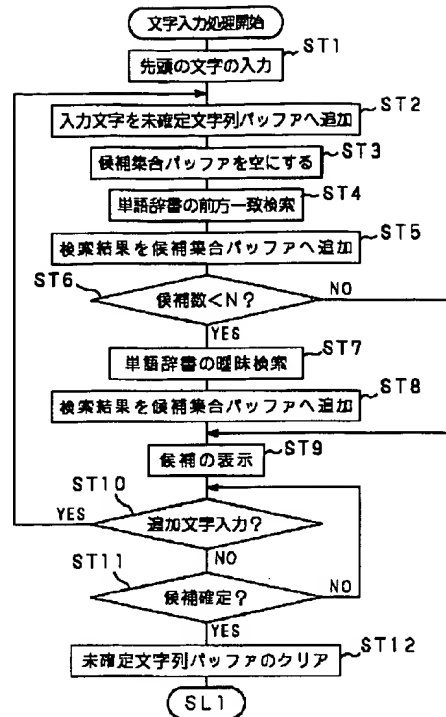 文字入力処理開始
ST1
先頭の文字の入力
ST2
入力文字を未確定文字列バッファへ追加
ST3
候補集合バッファを空にする
ST4
単語辞書の前方一致検索
ST5
検索結果を候補集合バッファへ追加
ST6
候補数<N?
NO
YES
ST7
単語辞書の曖昧検索
ST8
検索結果を候補集合バッファへ追加
ST9
候補の表示
ST10
YES
追加文字入力?
NO
ST11
候補確定?
NO
YES
ST12
未確定文字列バッファのクリア
SL1